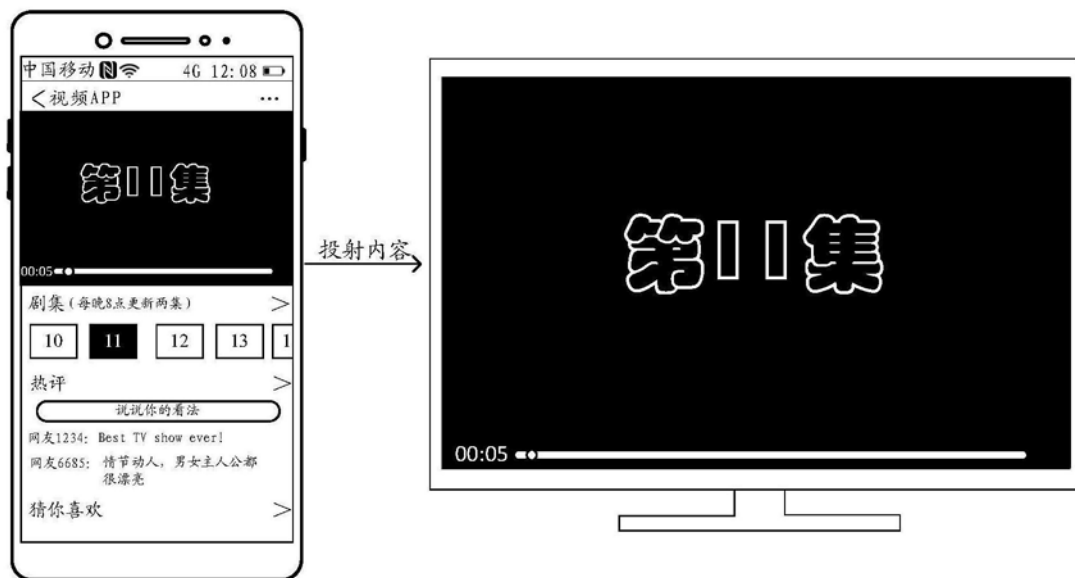 中国移动 4G 12:08
<视频APP ...
第11集
00:05
剧集(每晚8点更新两集) >
10 11 12 13 1
热评 >
说说你的看法
网友1234: Best TV show ever!
网友6685: 情节动人，男女主人公都
很漂亮
猜你喜欢 >
投射内容
第11集
00:05